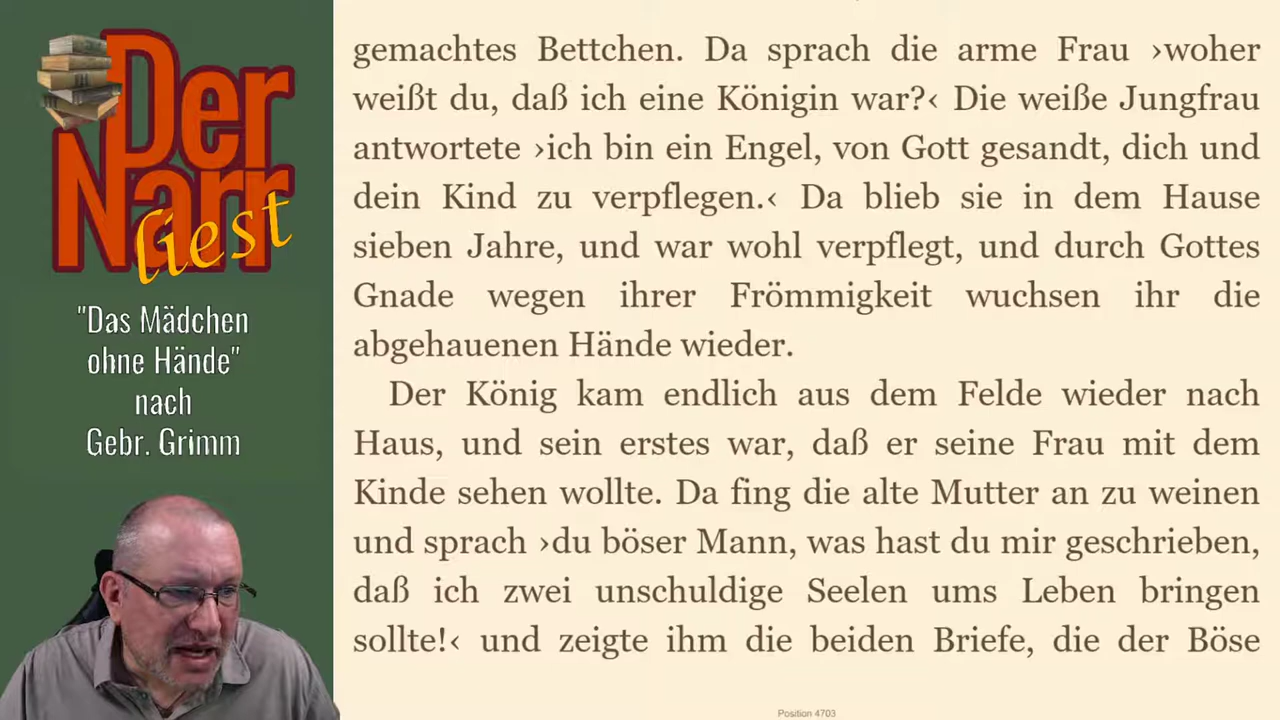 Der
Narr
liest
"Das Mädchen
ohne Hände"
nach
Gebr. Grimm
gemachtes Bettchen. Da sprach die arme Frau ›woher
weißt du, daß ich eine Königin war?‹ Die weiße Jungfrau
antwortete ›ich bin ein Engel, von Gott gesandt, dich und
dein Kind zu verpflegen.‹ Da blieb sie in dem Hause
sieben Jahre, und war wohl verpflegt, und durch Gottes
Gnade wegen ihrer Frömmigkeit wuchsen ihr die
abgehauenen Hände wieder.
Der König kam endlich aus dem Felde wieder nach
Haus, und sein erstes war, daß er seine Frau mit dem
Kinde sehen wollte. Da fing die alte Mutter an zu weinen
und sprach ›du böser Mann, was hast du mir geschrieben,
daß ich zwei unschuldige Seelen ums Leben bringen
sollte!‹ und zeigte ihm die beiden Briefe, die der Böse
Position 4703